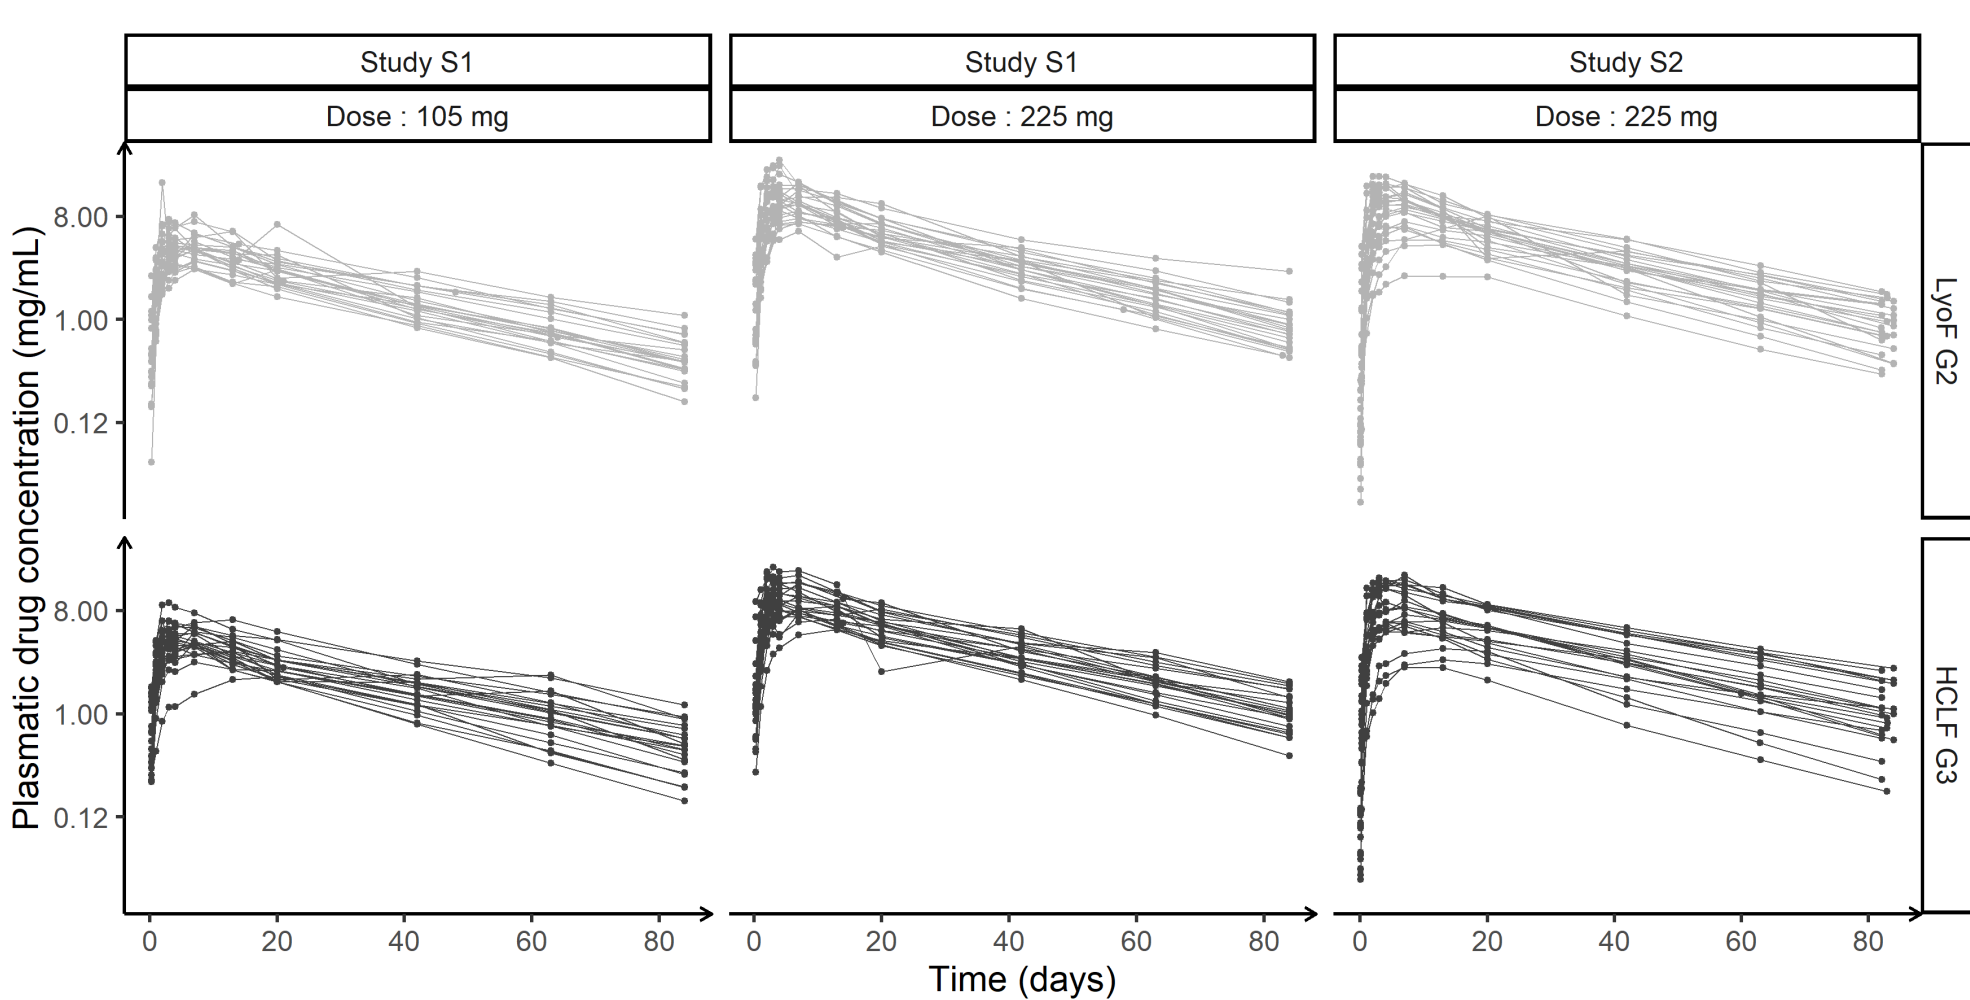 Study S1
Study S1
Study S2
Dose : 105 mg
Dose : 225 mg
Dose : 225 mg
Plasmatic drug concentration (mg/mL)
8.00
1.00
0.12
LyoF G2
8.00
1.00
0.12
HCLF G3
0 20 40 60 80
0 20 40 60 80
0 20 40 60 80
Time (days)